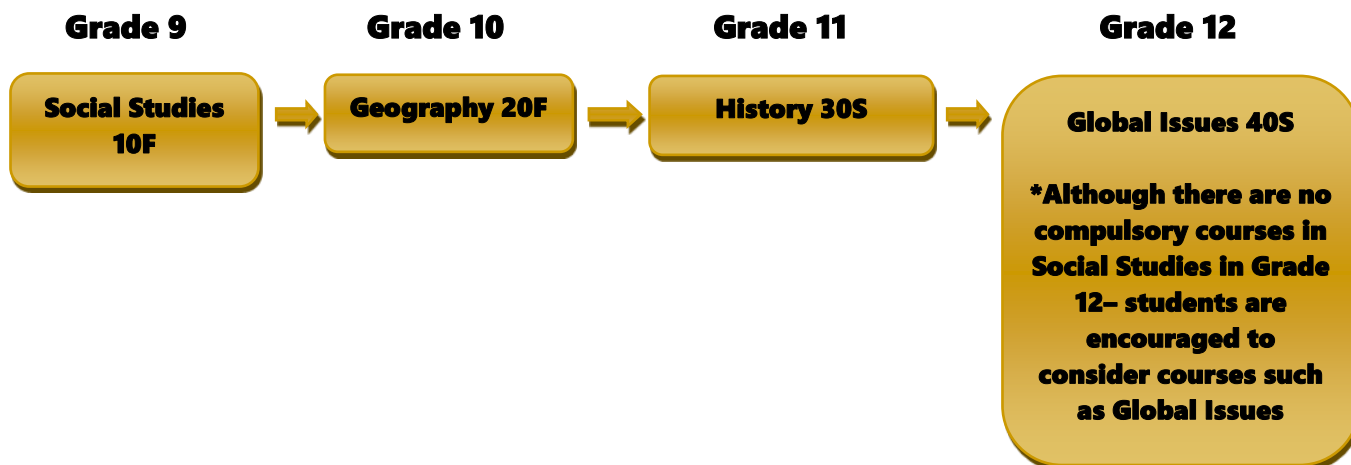 Grade 9
Grade 10
Grade 11
Grade 12
Social Studies
10F
Geography 20F
History 30S
Global Issues 40S
*Although there are no
compulsory courses in
Social Studies in Grade
12– students are
encouraged to
consider courses such
as Global Issues